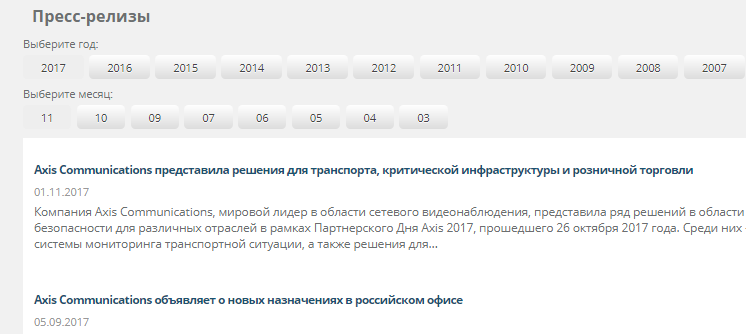 Пресс-релизы
Выберите год:
2017 2016 2015 2014 2013 2012 2011 2010 2009 2008 2007
Выберите месяц:
11 10 09 07 06 05 04 03
Axis Communications представила решения для транспорта, критической инфраструктуры и розничной торговли
01.11.2017
Компания Axis Communications, мировой лидер в области сетевого видеонаблюдения, представила ряд решений в области
безопасности для различных отраслей в рамках Партнерского Дня Axis 2017, прошедшего 26 октября 2017 года. Среди них -
системы мониторинга транспортной ситуации, а также решения для...
Axis Communications объявляет о новых назначениях в российском офисе
05.09.2017